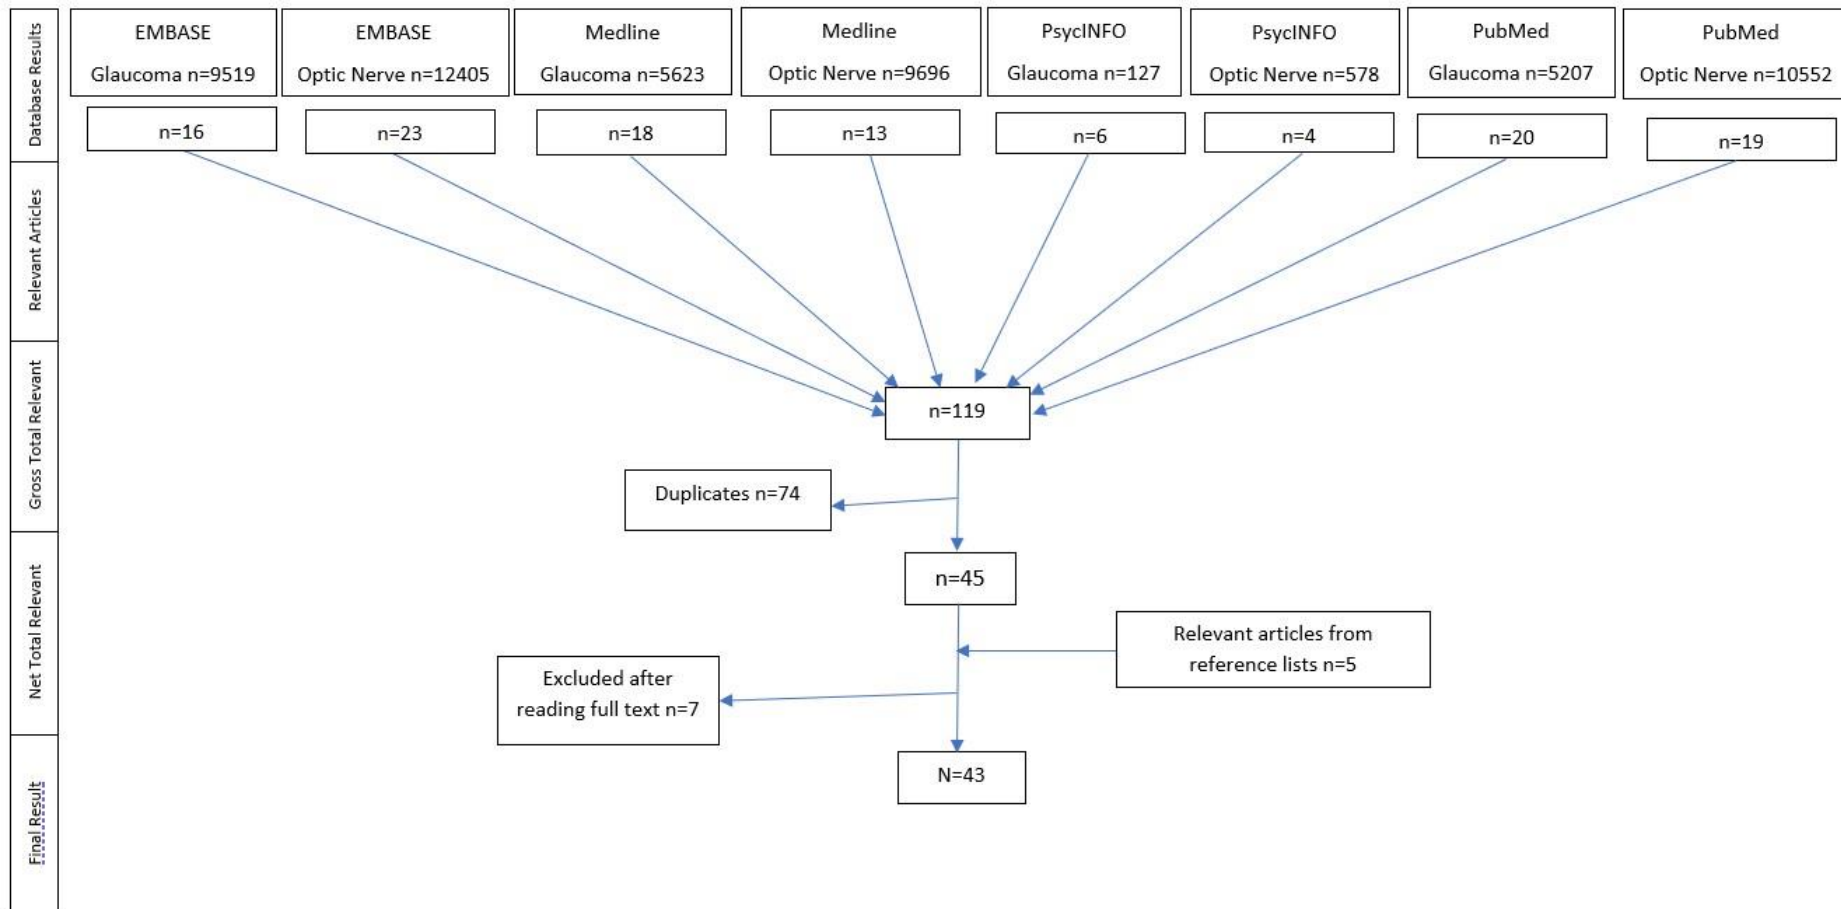 Database Results
EMBASE
Glaucoma n=9519
EMBASE
Optic Nerve n=12405
Medline
Glaucoma n=5623
Medline
Optic Nerve n=9696
PsycINFO
Glaucoma n=127
PsycINFO
Optic Nerve n=578
PubMed
Glaucoma n=5207
PubMed
Optic Nerve n=10552
n=16
n=23
n=18
n=13
n=6
n=4
n=20
n=19
Relevant Articles
Gross Total Relevant
n=119
Duplicates n=74
Net Total Relevant
n=45
Relevant articles from
reference lists n=5
Excluded after
reading full text n=7
Final Result
N=43